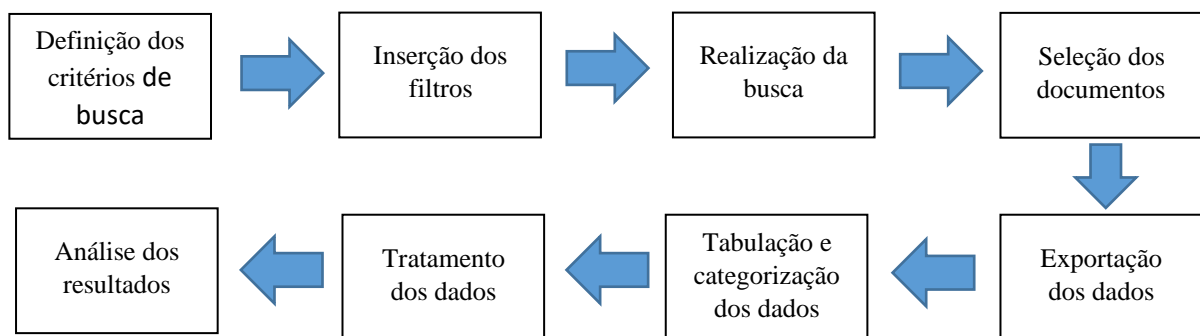 Definição dos
critérios de
busca
Inserção dos
filtros
Realização da
busca
Seleção dos
documentos
Exportação
dos dados
Tabulação e
categorização
dos dados
Tratamento
dos dados
Análise dos
resultados